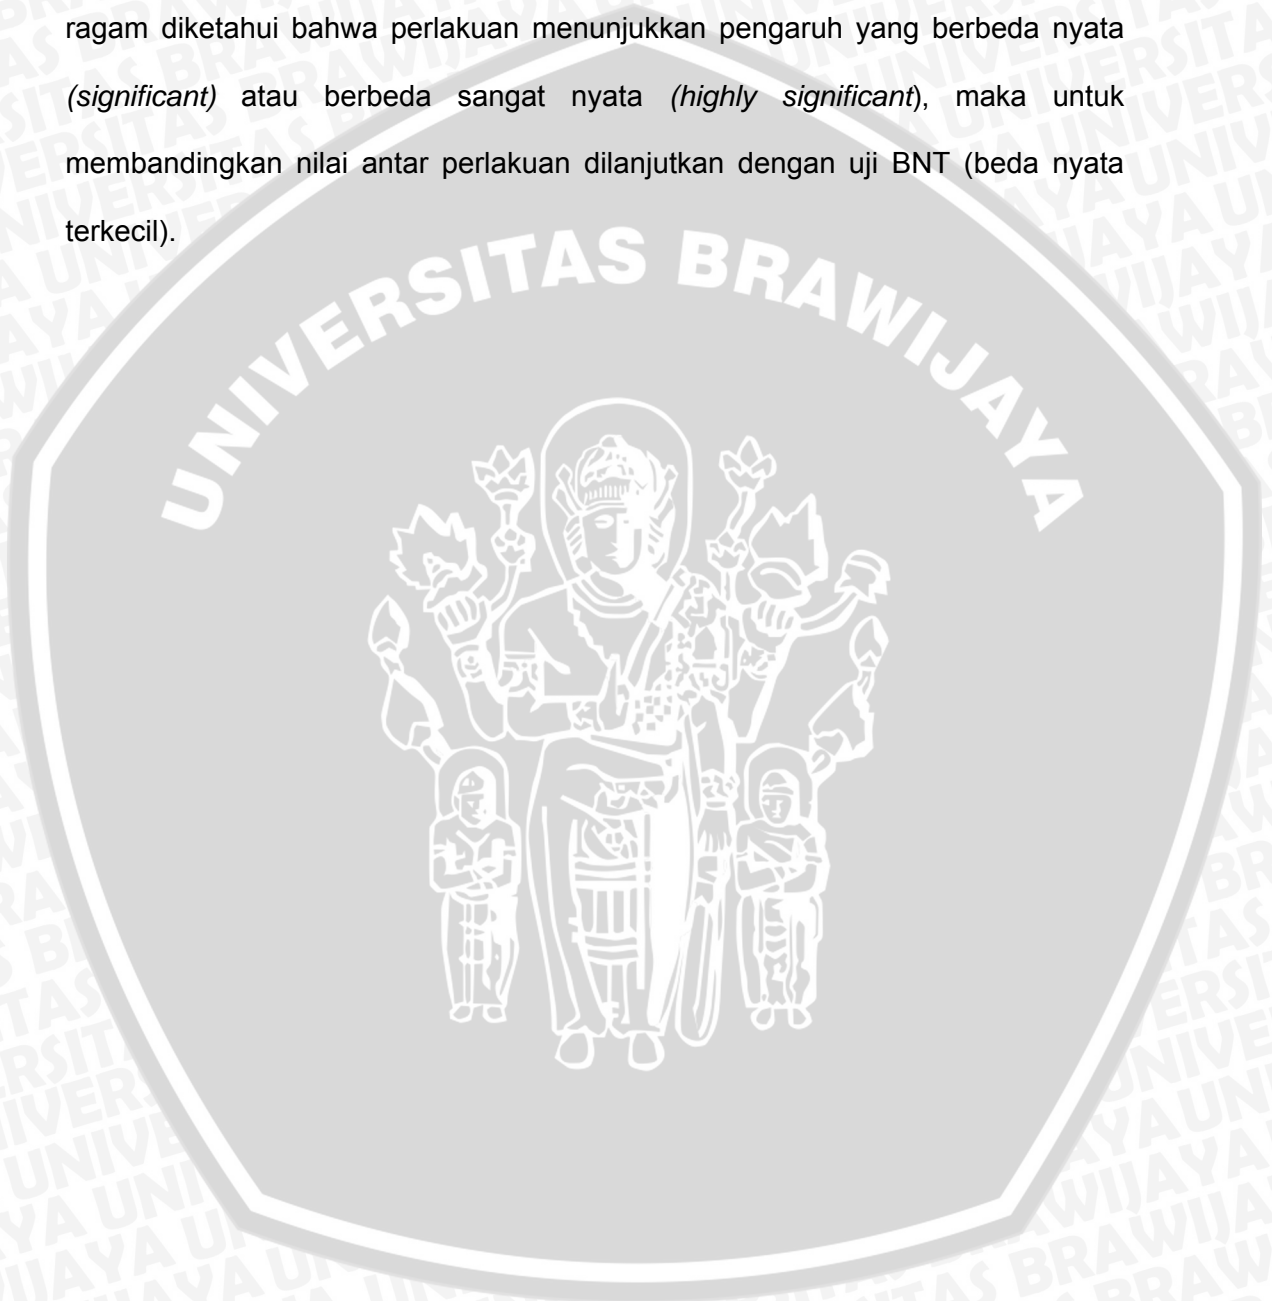 ragam diketahui bahwa perlakuan menunjukkan pengaruh yang berbeda nyata
(significant) atau berbeda sangat nyata (highly significant), maka untuk
membandingkan nilai antar perlakuan dilanjutkan dengan uji BNT (beda nyata
terkecil).
UNIVERSITAS BRAWIJAYA